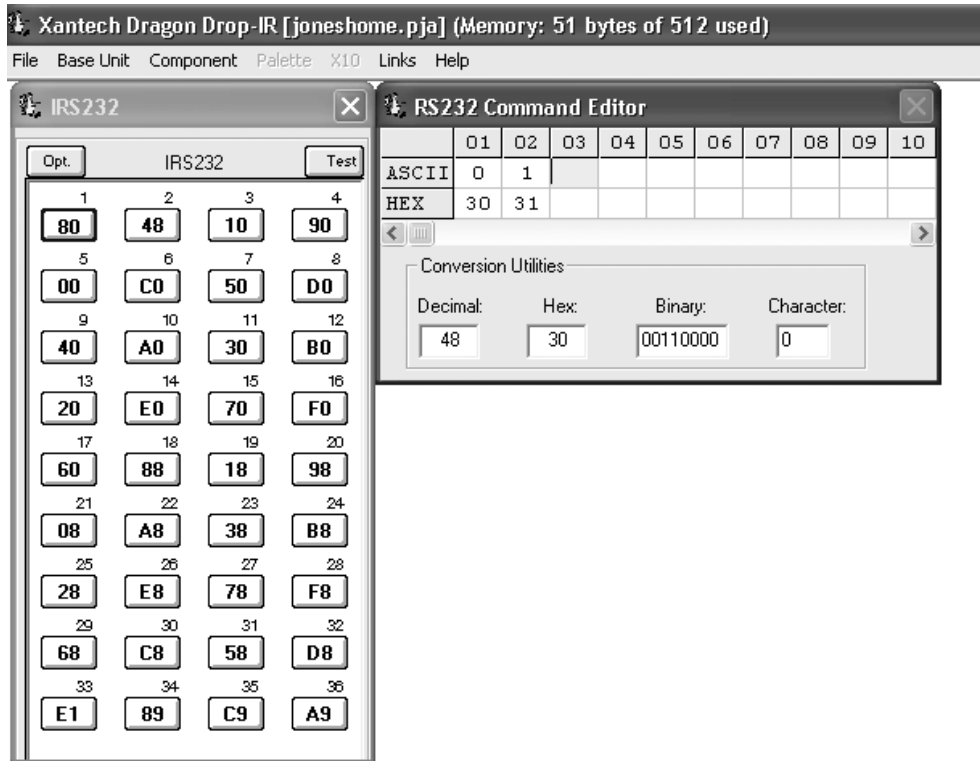 Xantech Dragon Drop-IR [joneshome.pja] (Memory: 51 bytes of 512 used)
File Base Unit Component Palette X10 Links Help
IRS232
Opt. IRS232 Test
1 2 3 4
80 48 10 90
5 6 7 8
00 C0 50 D0
9 10 11 12
40 A0 30 B0
13 14 15 16
20 E0 70 F0
17 18 19 20
60 88 18 98
21 22 23 24
08 A8 38 B8
25 26 27 28
28 E8 78 F8
29 30 31 32
68 C8 58 D8
33 34 35 36
E1 89 C9 A9
RS232 Command Editor
01 02 03 04 05 06 07 08 09 10
ASCII 0 1
HEX 30 31
Conversion Utilities
Decimal: Hex: Binary: Character:
48 30 00110000 0